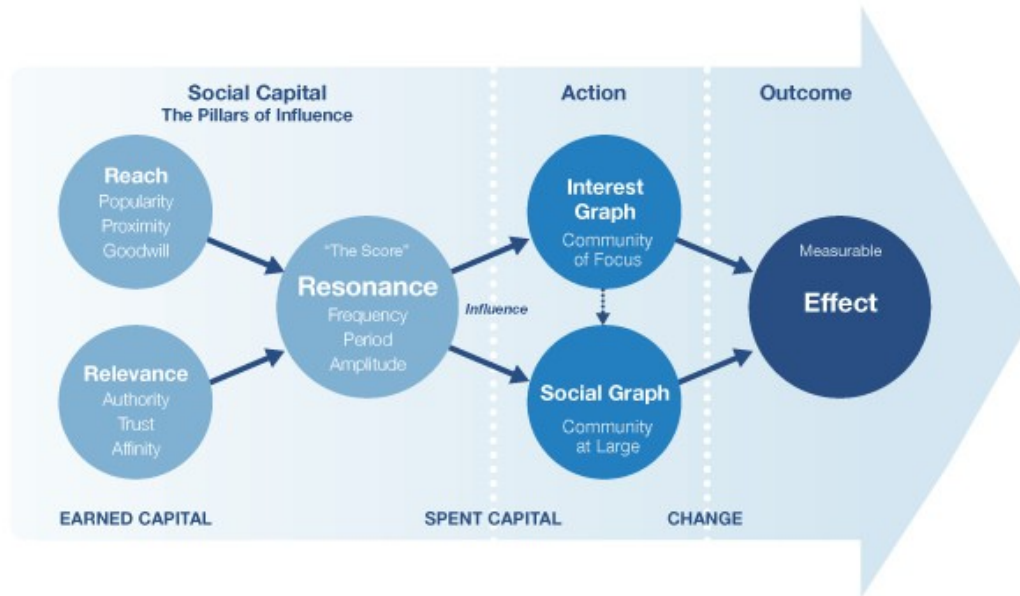 Social Capital
The Pillars of Influence
Action
Outcome
Reach
Popularity
Proximity
Goodwill
Relevance
Authority
Trust
Affinity
"The Score"
Resonance
Frequency
Period
Amplitude
Influence
Interest
Graph
Community
of Focus
Social Graph
Community
at Large
Measurable
Effect
EARNED CAPITAL
SPENT CAPITAL
CHANGE